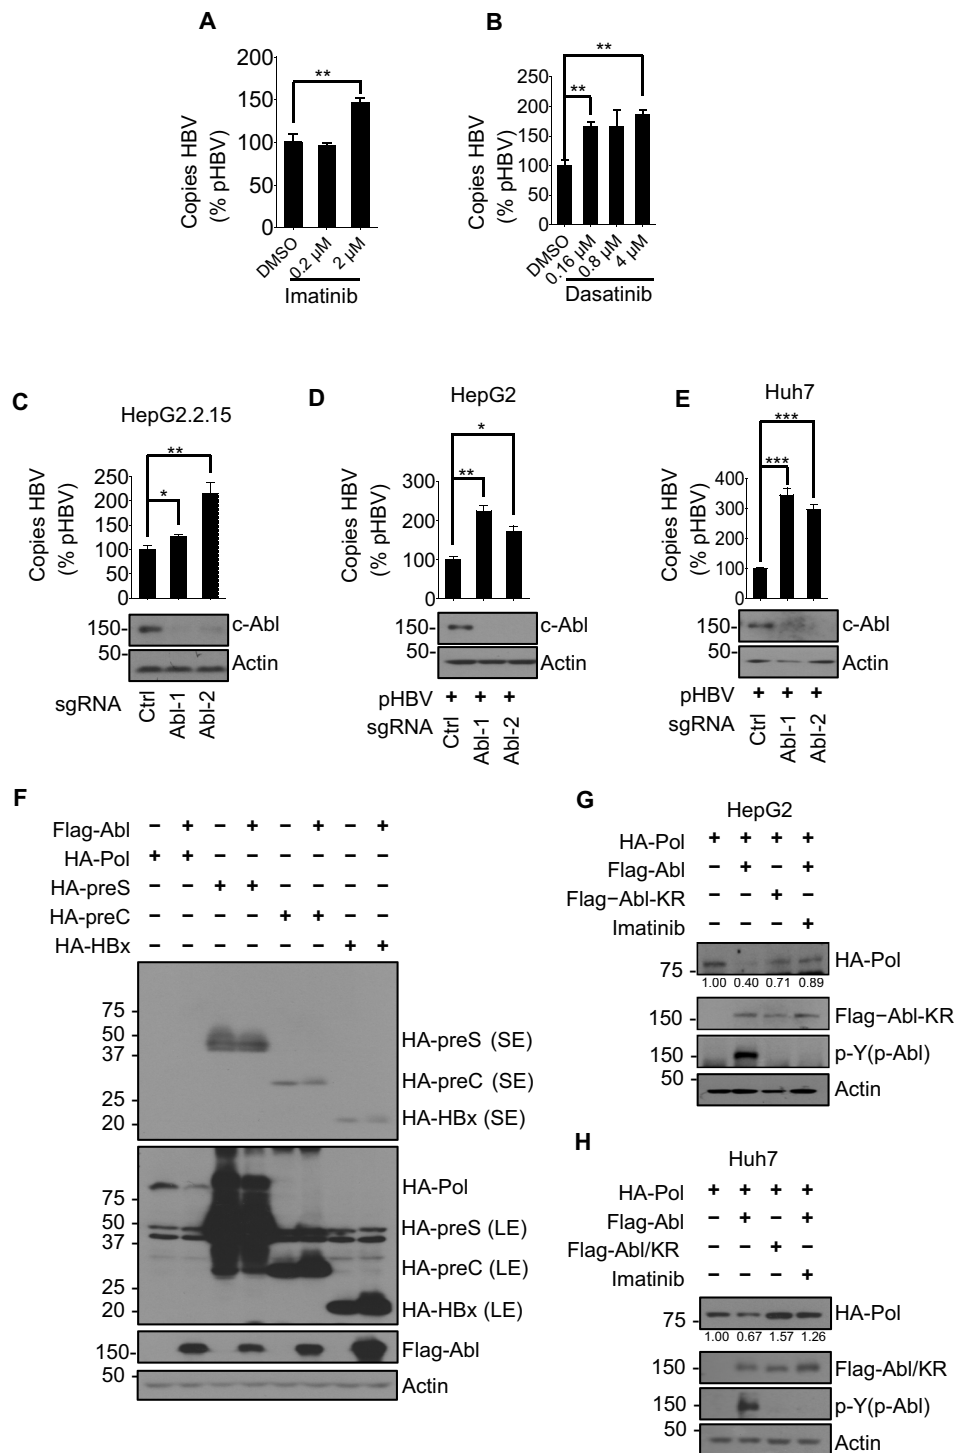 A
Copies HBV
(% pHBV)
200
150
100
50
0
**
DMSO
0.2 µM
2 µM
Imatinib
B
Copies HBV
(% pHBV)
250
200
150
100
50
0
**
**
DMSO
0.16 µM
0.8 µM
4 µM
Dasatinib
C
HepG2.2.15
Copies HBV
(% pHBV)
250
200
150
100
50
0
**
*
150- c-Abl
50- Actin
sgRNA Ctrl Abl-1 Abl-2
D
HepG2
Copies HBV
(% pHBV)
300
200
100
0
*
**
150- c-Abl
50- Actin
pHBV + + +
sgRNA Ctrl Abl-1 Abl-2
E
Huh7
Copies HBV
(% pHBV)
400
300
200
100
0
***
***
150- c-Abl
50- Actin
pHBV + + +
sgRNA Ctrl Abl-1 Abl-2
F
Flag-Abl − + − + − + − +
HA-Pol + + − − − − − −
HA-preS − − + + − − − −
HA-preC − − − − + + − −
HA-HBx − − − − − − + +
75 -
50 - HA-preS (SE)
37 -
25 - HA-preC (SE)
20 - HA-HBx (SE)
HA-Pol
75 -
50 - HA-preS (LE)
37 -
HA-preC (LE)
25 -
20 - HA-HBx (LE)
150- Flag-Abl
50 - Actin
G
HepG2
HA-Pol + + + +
Flag-Abl − + − +
Flag−Abl-KR − − + −
Imatinib − − − +
75 - HA-Pol
1.00 0.40 0.71 0.89
150 - Flag−Abl-KR
150 - p-Y(p-Abl)
50 - Actin
H
Huh7
HA-Pol + + + +
Flag-Abl − + − +
Flag-Abl/KR − − + −
Imatinib − − − +
75 - HA-Pol
1.00 0.67 1.57 1.26
150 - Flag-Abl/KR
150 - p-Y(p-Abl)
50 - Actin